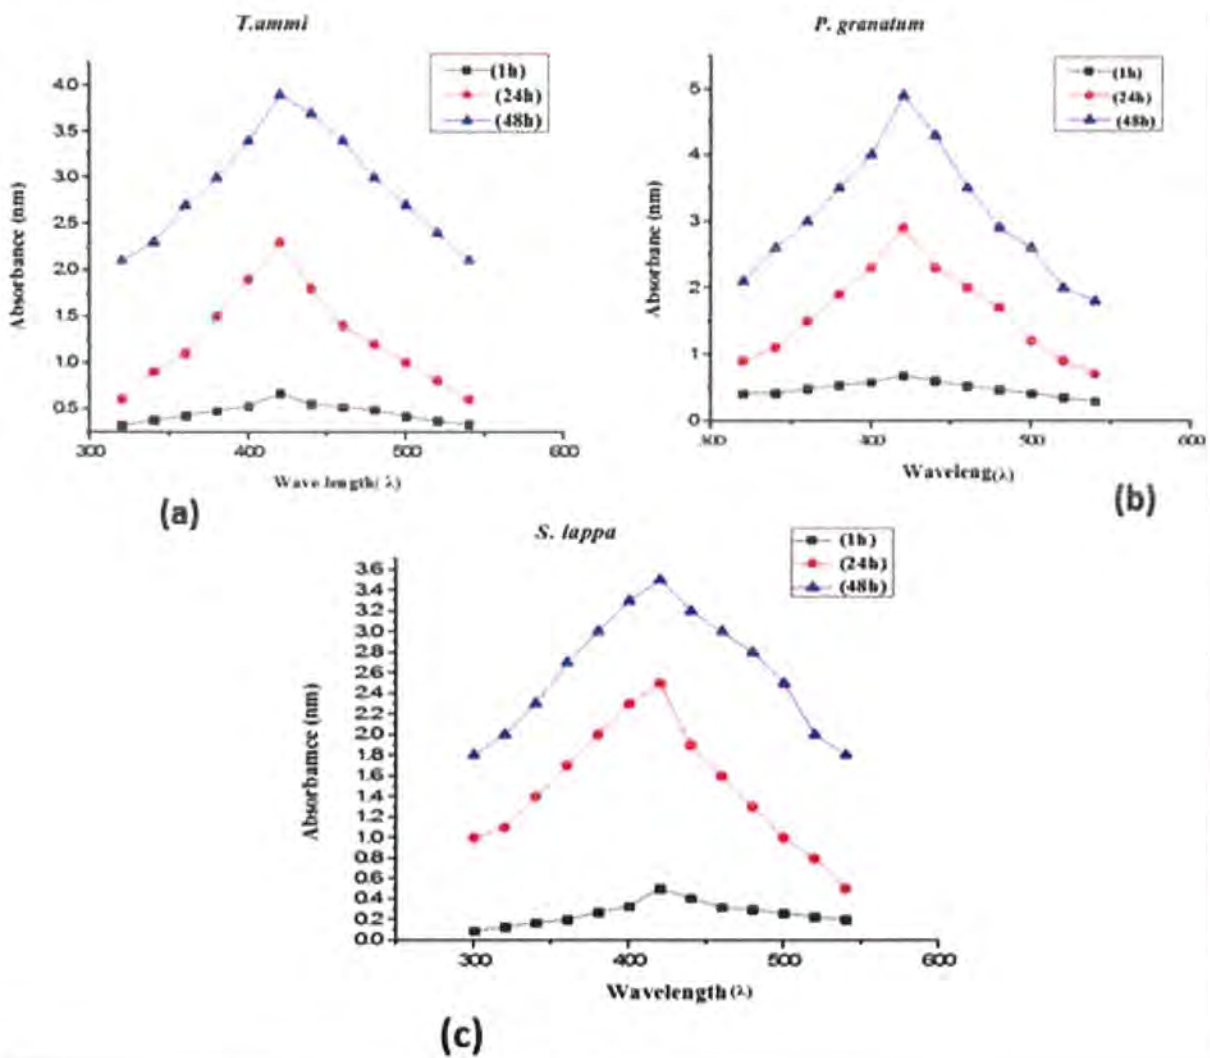 T.ammi
(1h)
(24h)
(48h)
4.0
3.5
3.0
2.5
2.0
1.5
1.0
0.5
300
400
500
600
Absorbance (nm)
Wave length( λ)
(a)
P. granatum
(1h)
(24h)
(48h)
5
4
3
2
1
0
300
400
500
600
Absorbanc (nm)
Waveleng(λ)
(b)
S. lappa
(1h)
(24h)
(48h)
3.6
3.4
3.2
3.0
2.8
2.6
2.4
2.2
2.0
1.8
1.6
1.4
1.2
1.0
0.8
0.6
0.4
0.2
0.0
300
400
500
600
Absorbamce (nm)
Wavelength(λ)
(c)